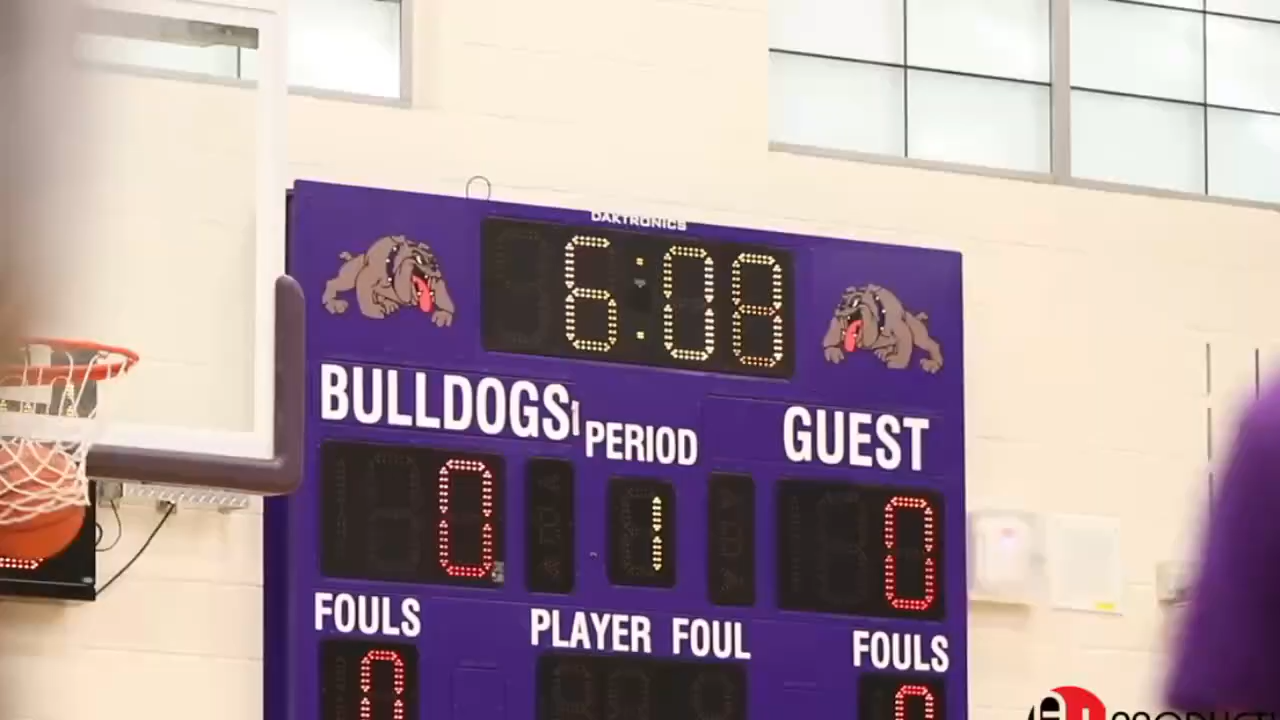 DAKTRONICS
6:08
BULLDOGS
PERIOD
GUEST
0
1
0
FOULS
PLAYER FOUL
FOULS
0
0